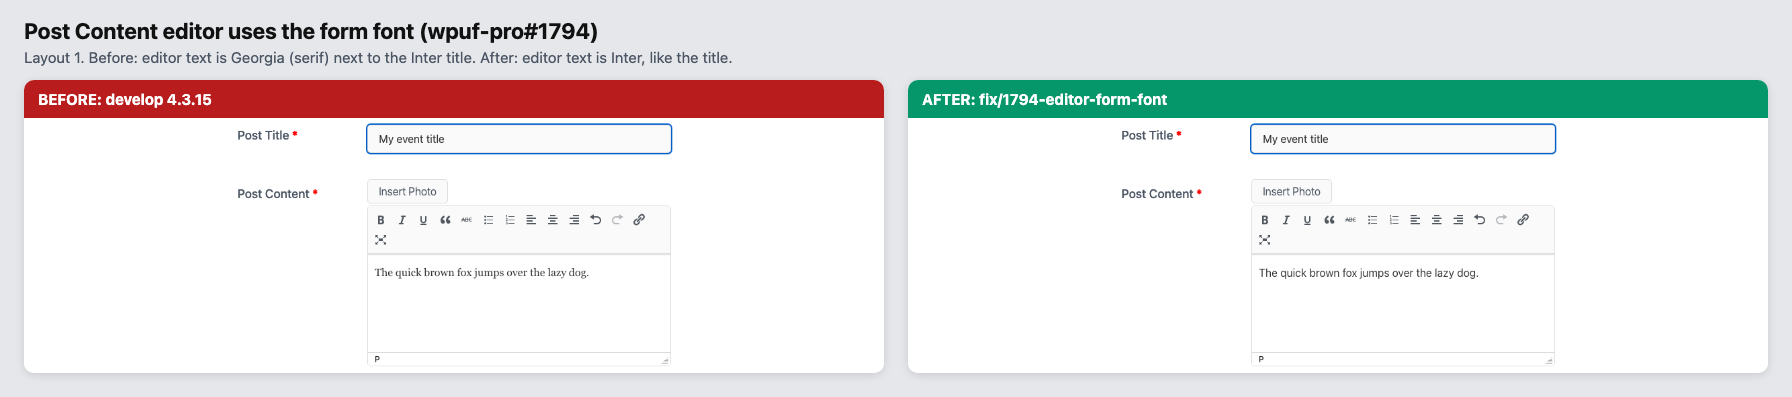 Post Content editor uses the form font (wpuf-pro#1794)
Layout 1. Before: editor text is Georgia (serif) next to the Inter title. After: editor text is Inter, like the title.
BEFORE: develop 4.3.15
Post Title *
My event title
Post Content *
Insert Photo
B I U “ ABC
The quick brown fox jumps over the lazy dog.
P
AFTER: fix/1794-editor-form-font
Post Title *
My event title
Post Content *
Insert Photo
B I U “ ABC
The quick brown fox jumps over the lazy dog.
P